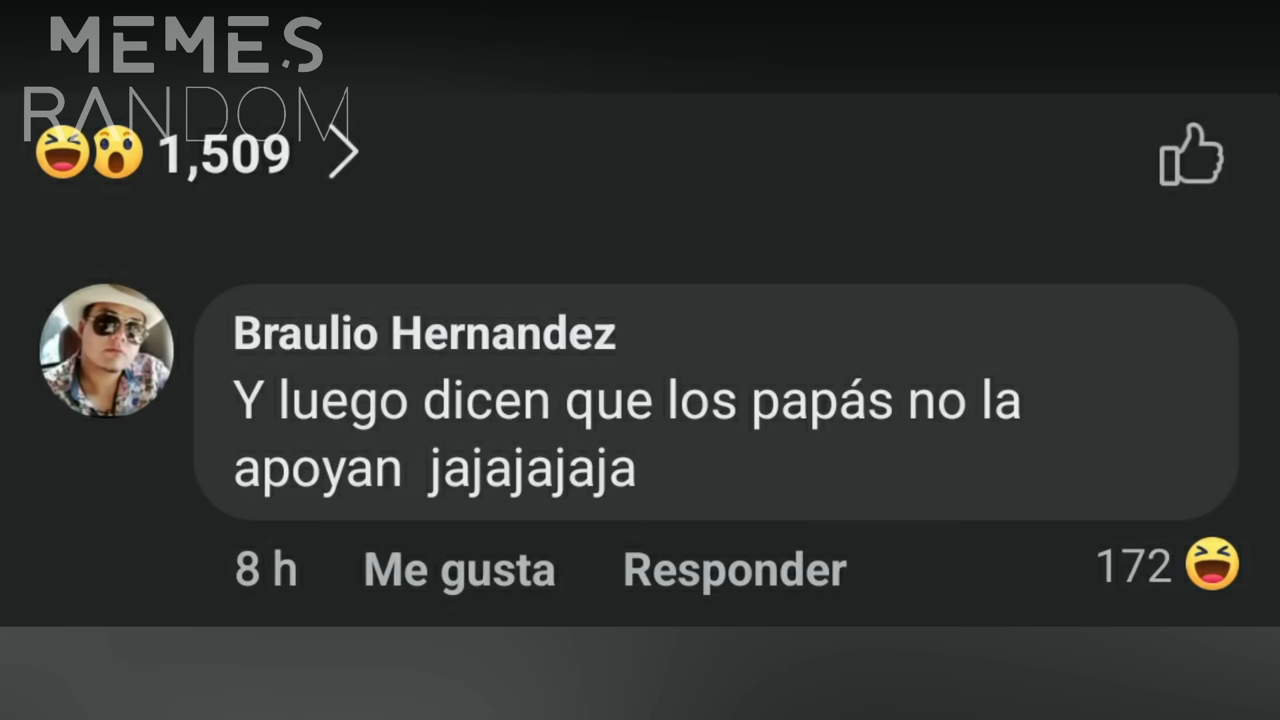 MEMES
RANDOM
1,509
Braulio Hernandez
Y luego dicen que los papás no la
apoyan jajajajaja
8 h Me gusta Responder 172